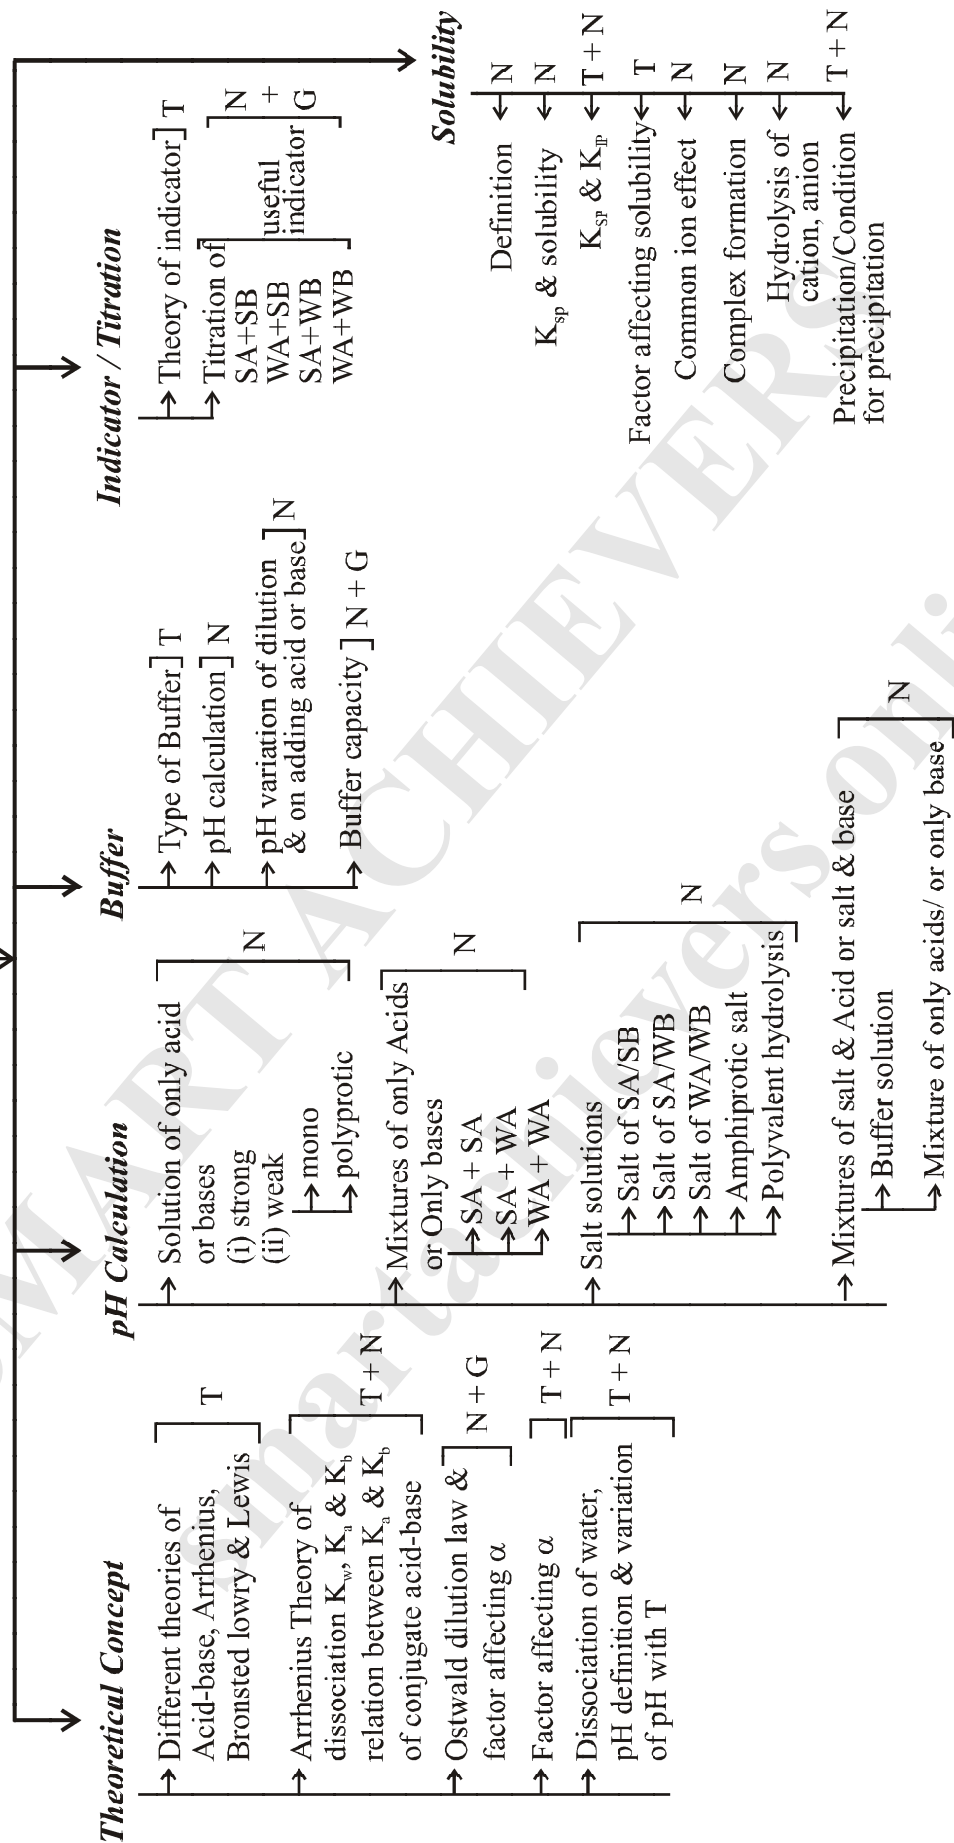 Theoretical Concept
Different theories of
Acid-base, Arrhenius,
Bronsted lowry & Lewis
T
Arrhenius Theory of
dissociation Kw, Ka & Kb
relation between Ka & Kb
of conjugate acid-base
T + N
Ostwald dilution law &
factor affecting α
N + G
Factor affecting α
T + N
Dissociation of water,
pH definition & variation
of pH with T
T + N
pH Calculation
Solution of only acid
or bases
(i) strong
(ii) weak
mono
polyprotic
N
Mixtures of only Acids
or Only bases
SA + SA
SA + WA
WA + WA
N
Salt solutions
Salt of SA/SB
Salt of SA/WB
Salt of WA/WB
Amphiprotic salt
Polyvalent hydrolysis
N
Mixtures of salt & Acid or salt & base
Buffer solution
Mixture of only acids/ or only base
N
Buffer
Type of Buffer] T
pH calculation] N
pH variation of dilution
& on adding acid or base] N
Buffer capacity] N + G
Indicator / Titration
Theory of indicator] T
Titration of
SA+SB
WA+SB
SA+WB
WA+WB
useful
indicator
N
+
G
Solubility
Definition N
Ksp & solubility N
KSP & KIP T + N
Factor affecting solubility T
Common ion effect N
Complex formation N
Hydrolysis of
cation, anion
N
Precipitation/Condition
for precipitation
T + N
SMART ACHIEVERS
smartachievers.onli